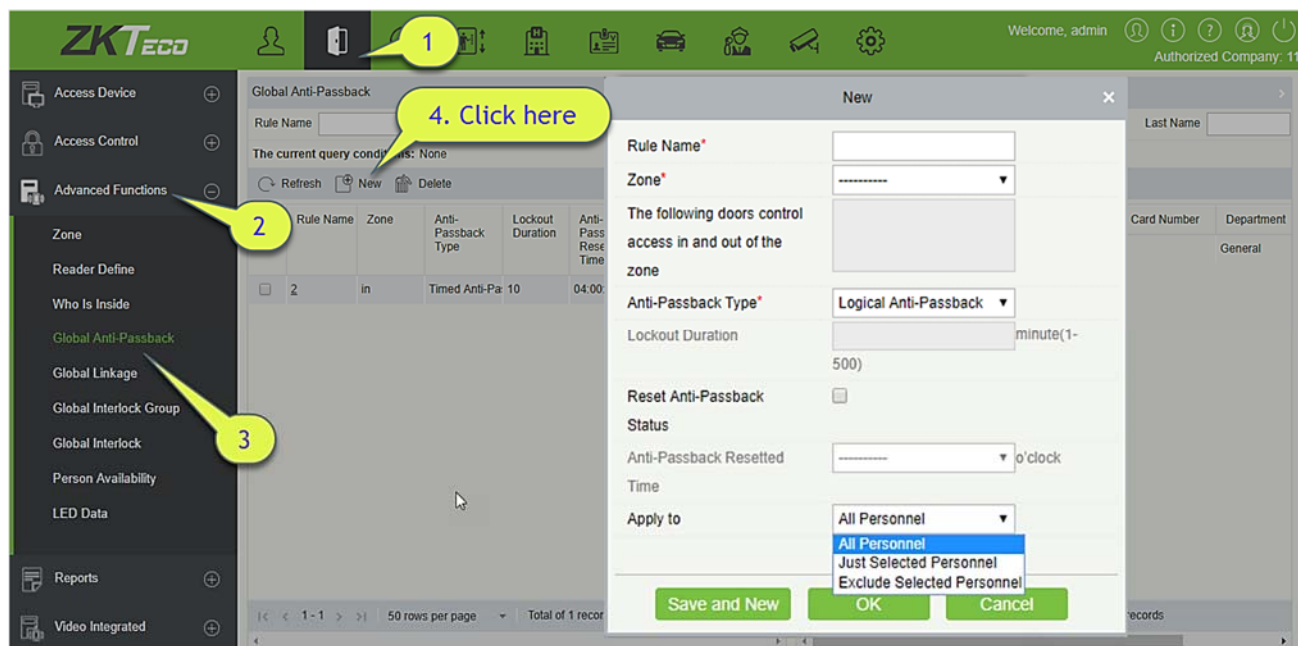 ZKTECO
1
Welcome, admin
Authorized Company: 11
Access Device
Access Control
Advanced Functions
2
Zone
Reader Define
Who Is Inside
Global Anti-Passback
3
Global Linkage
Global Interlock Group
Global Interlock
Person Availability
LED Data
Reports
Video Integrated
Global Anti-Passback
Rule Name
4. Click here
Last Name
The current query conditions: None
Refresh New Delete
Rule Name Zone Anti-Passback Type Lockout Duration Anti-
Pass
Rese
Time
Card Number Department
General
2 in Timed Anti-Pa: 10 04:00:
1 - 1 50 rows per page Total of 1 recor
records
New
Rule Name*
Zone* ----------
The following doors control
access in and out of the
zone
Anti-Passback Type* Logical Anti-Passback
Lockout Duration minute(1-
500)
Reset Anti-Passback
Status
Anti-Passback Resetted ---------- o'clock
Time
Apply to All Personnel
All Personnel
Just Selected Personnel
Exclude Selected Personnel
Save and New OK Cancel